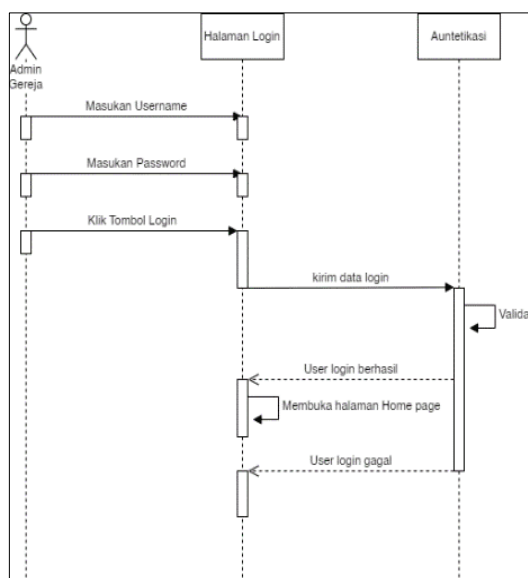 Halaman Login
Auntetikasi
Admin
Gereja
Masukan Username
Masukan Password
Klik Tombol Login
kirim data login
Valida
User login berhasil
Membuka halaman Home page
User login gagal